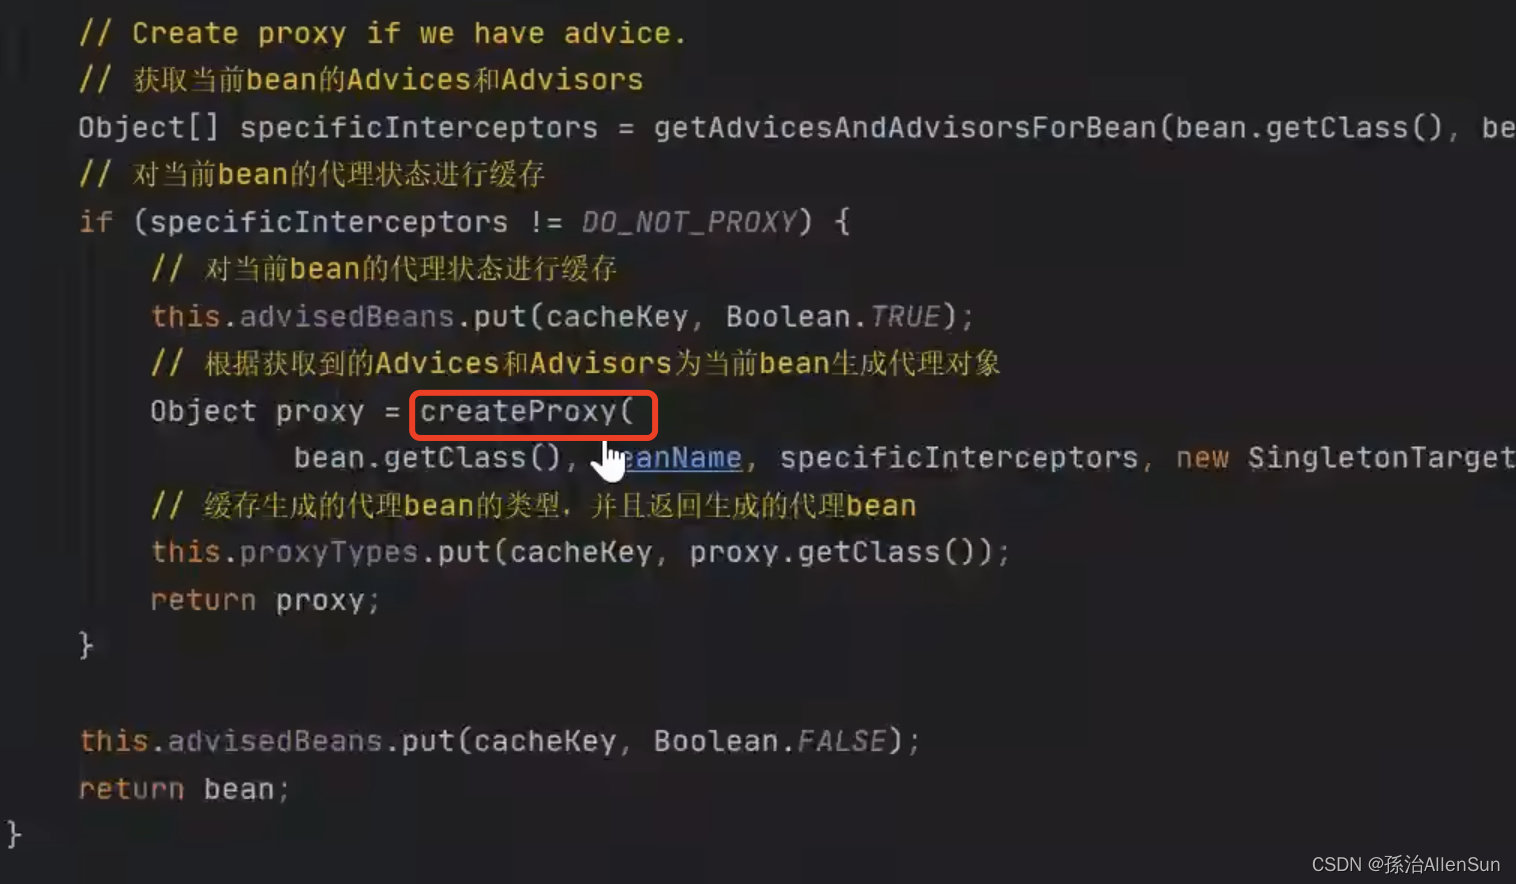 // Create proxy if we have advice.
// 获取当前bean的Advices和Advisors
Object[] specificInterceptors = getAdvicesAndAdvisorsForBean(bean.getClass(), be
// 对当前bean的代理状态进行缓存
if (specificInterceptors != DO_NOT_PROXY) {
// 对当前bean的代理状态进行缓存
this.advisedBeans.put(cacheKey, Boolean.TRUE);
// 根据获取到的Advices和Advisors为当前bean生成代理对象
Object proxy = createProxy(
bean.getClass(), eanName, specificInterceptors, new SingletonTarget
// 缓存生成的代理bean的类型，并且返回生成的代理bean
this.proxyTypes.put(cacheKey, proxy.getClass());
return proxy;
}
this.advisedBeans.put(cacheKey, Boolean.FALSE);
return bean;
}
CSDN @孫治AllenSun